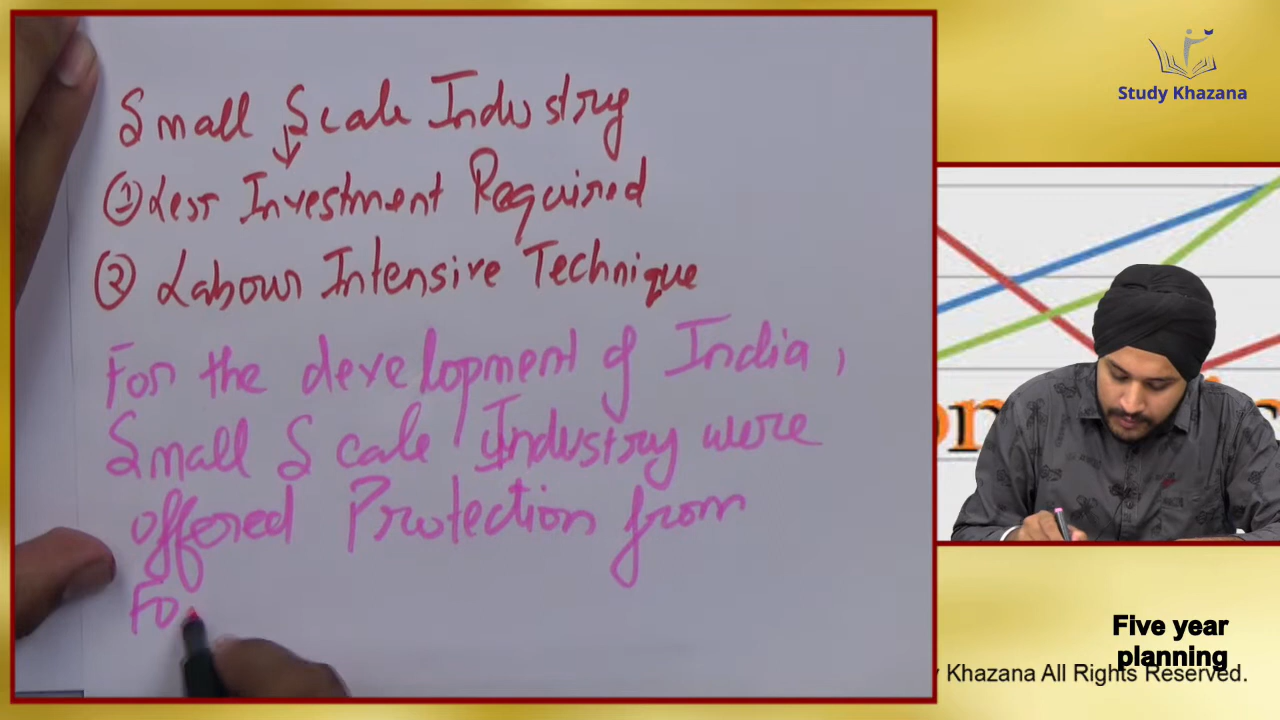 Small Scale Industry
① Less Investment Required
② Labour Intensive Technique
For the development of India,
Small Scale Industry were
offered Protection from
Fo
Study Khazana
Five year
planning
Khazana All Rights Reserved.